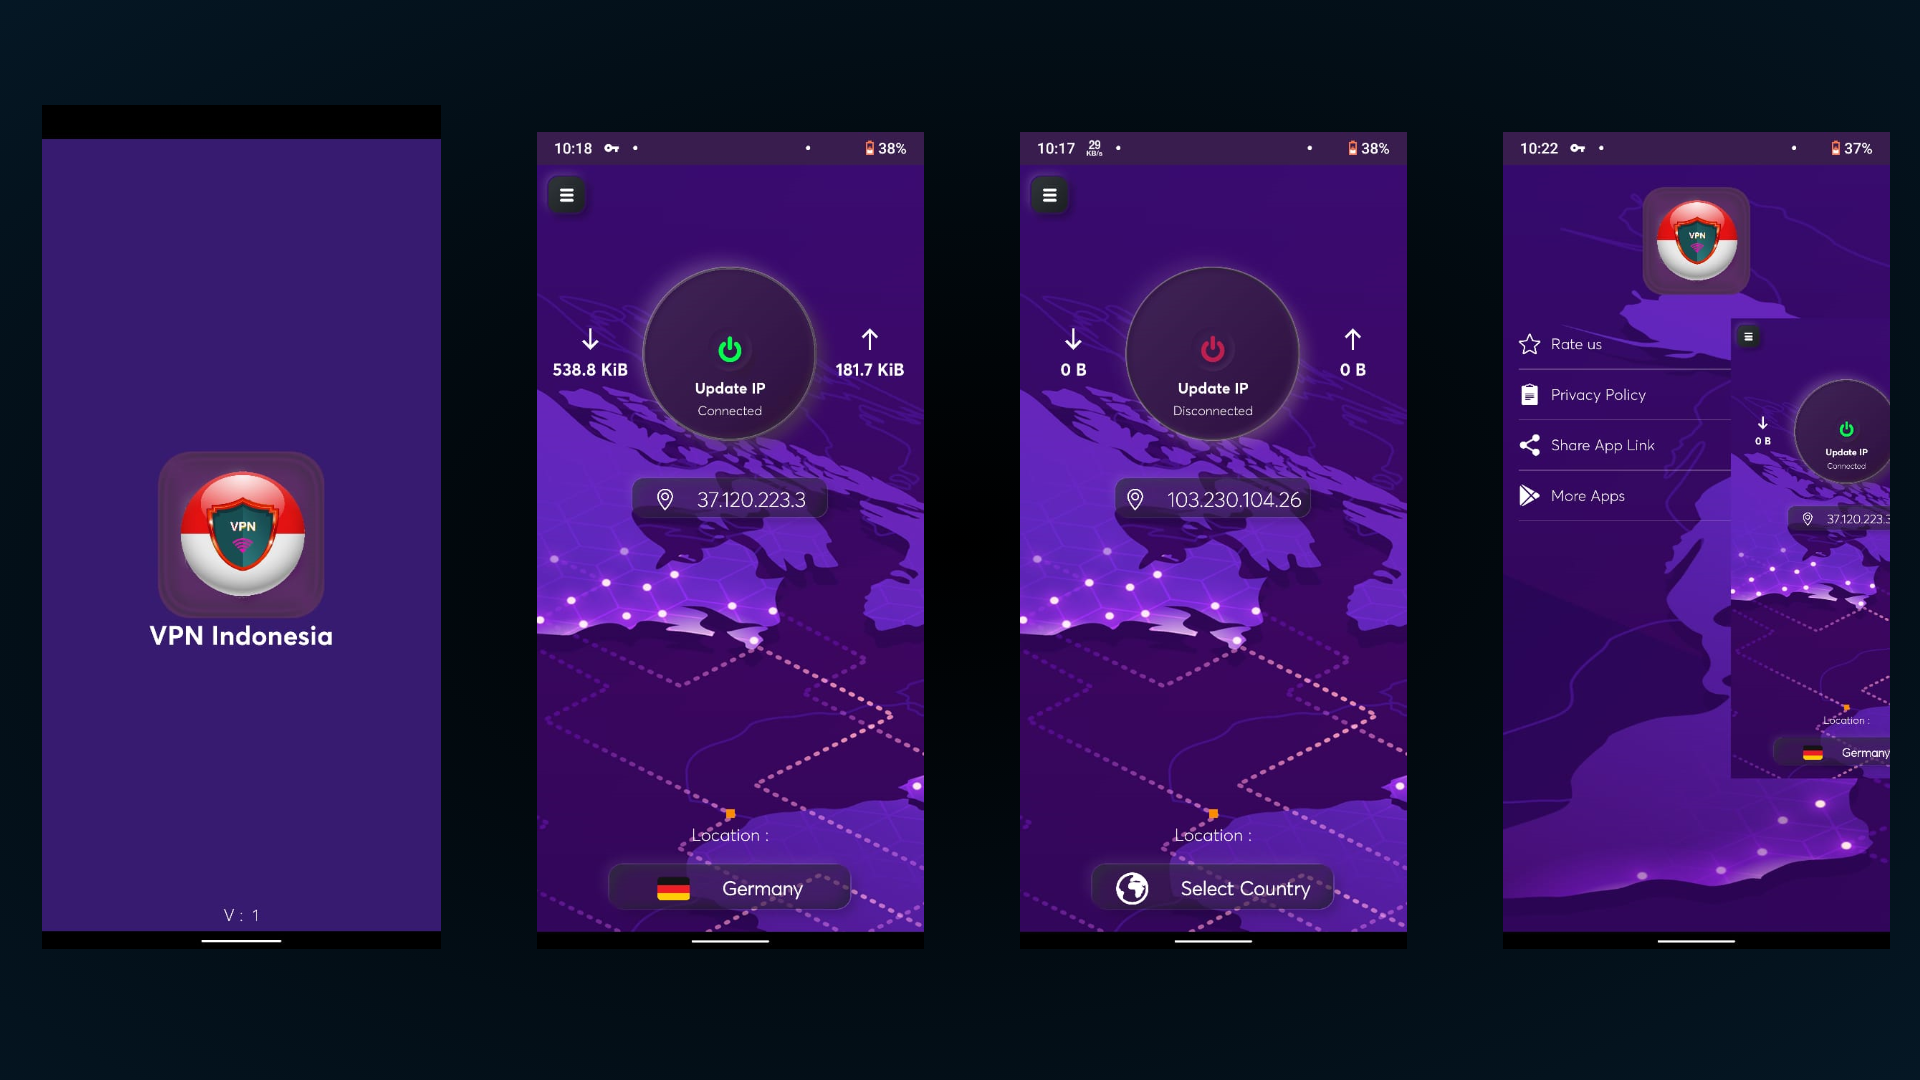 VPN
VPN Indonesia
V : 1
10:18
38%
538.8 KiB
181.7 KiB
Update IP
Connected
37.120.223.3
Location :
Germany
10:17
29
KB/s
38%
0 B
0 B
Update IP
Disconnected
103.230.104.26
Location :
Select Country
10:22
37%
VPN
Rate us
Privacy Policy
Share App Link
More Apps
0 B
Update IP
Connected
37.120.223.3
Location :
Germany